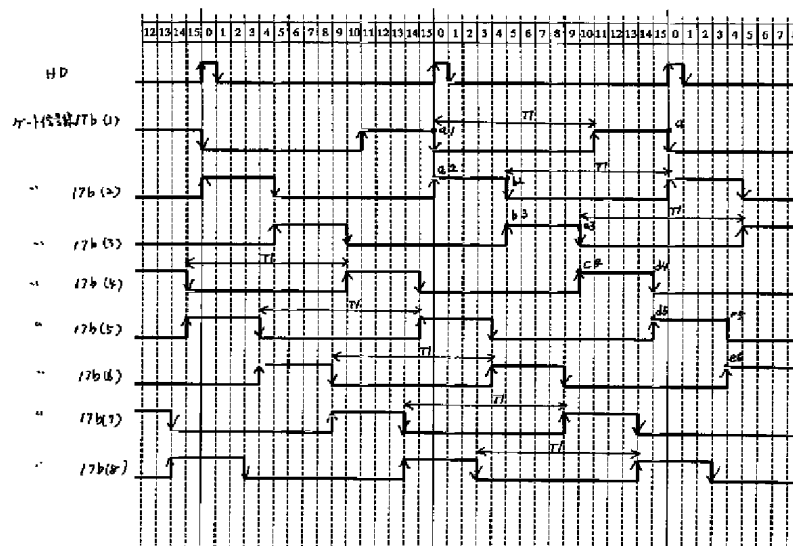 12 13 14 15 0 1 2 3 4 5 6 7 8 9 10 11 12 13 14 15 0 1 2 3 4 5 6 7 8 9 10 11 12 13 14 15 0 1 2 3 4 5 6 7
HD
ゲート信号線17b(1)
a1
T1
a
〃 17b(2)
a2
b2
T1
〃 17b(3)
b3
c3
T1
〃 17b(4)
T1
c4
d4
〃 17b(5)
T1
d5
e5
〃 17b(6)
T1
e6
〃 17b(7)
T1
〃 17b(8)
T1